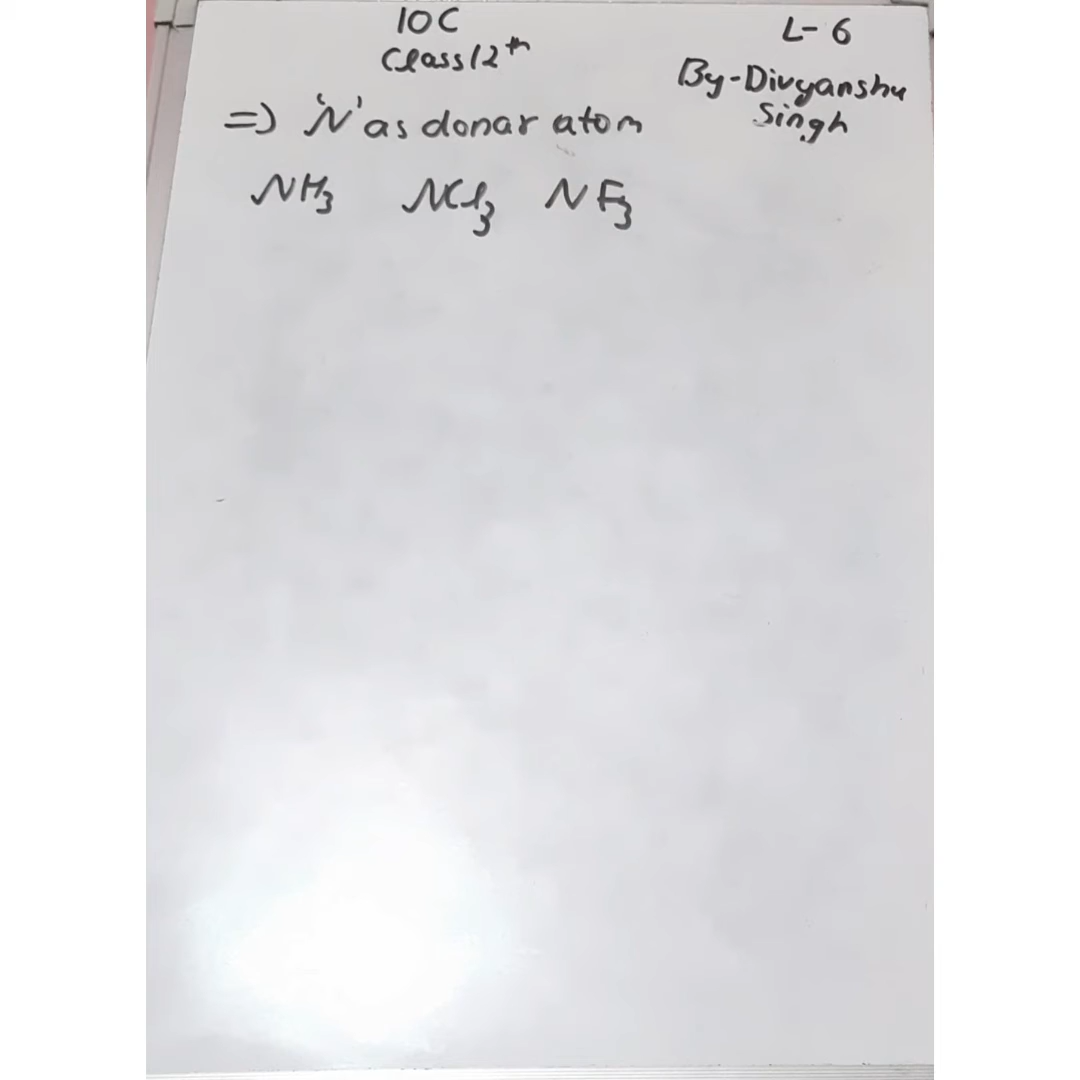 IOC
Class 12th
L-6
By-Divyanshu
Singh
=) 'N' as donar atom
NH3 NCl3 NF3